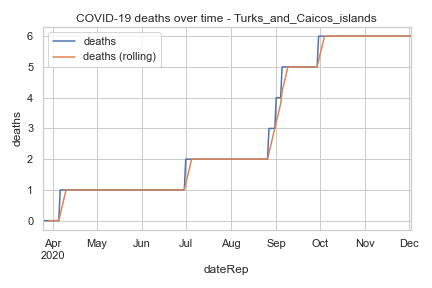 COVID-19 deaths over time - Turks_and_Caicos_islands
deaths
deaths (rolling)
6
5
4
3
2
1
0
deaths
Apr May Jun Jul Aug Sep Oct Nov Dec
2020
dateRep